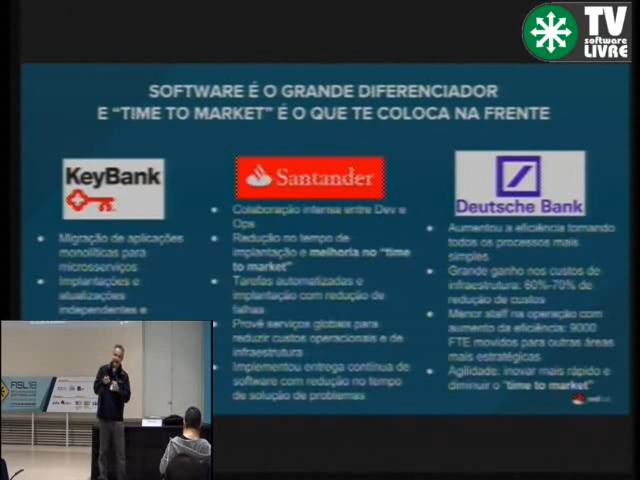 TV
software
LIVRE
SOFTWARE É O GRANDE DIFERENCIADOR
E “TIME TO MARKET” É O QUE TE COLOCA NA FRENTE
KeyBank
Migração de aplicações
monolíticas para
microsserviços
Implantações e
atualizações
independentes e
Santander
Colaboração intensa entre Dev e
Ops
Redução no tempo de
implantação e melhoria no “time
to market”
Tarefas automatizadas e
implantação com redução de
falhas
Provê serviços globais para
reduzir custos operacionais e de
infraestrutura
Implementou entrega contínua de
software com redução no tempo
de solução de problemas
Deutsche Bank
Aumentou a eficiência tornando
todos os processos mais
simples
Grande ganho nos custos de
infraestrutura: 60%-70% de
redução de custos
Menor staff na operação com
aumento da eficiência: 9000
FTE movidos para outras áreas
mais estratégicas
Agilidade: inovar mais rápido e
diminuir o “time to market”
FISL18